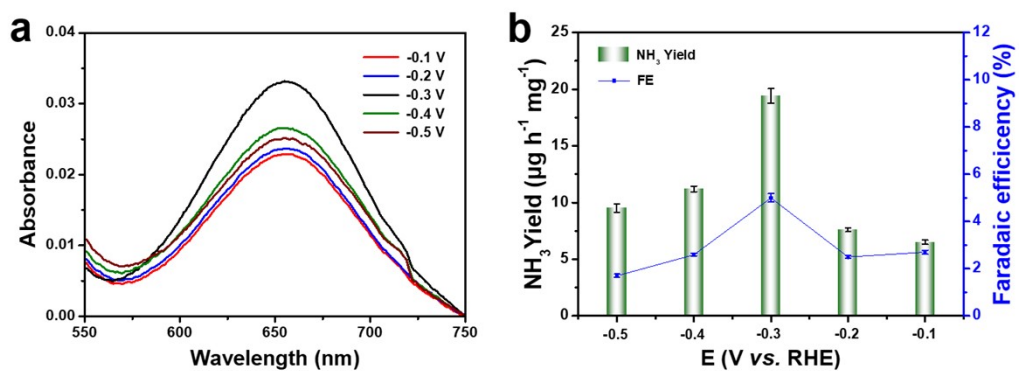 a
0.04
0.03
0.02
0.01
0.00
Absorbance
550
600
650
700
750
Wavelength (nm)
-0.1 V
-0.2 V
-0.3 V
-0.4 V
-0.5 V
b
25
20
15
10
5
0
NH₃ Yield (µg h⁻¹ mg⁻¹)
NH₃ Yield
FE
12
10
8
6
4
2
0
Faradaic efficicency (%)
-0.5
-0.4
-0.3
-0.2
-0.1
E (V vs. RHE)